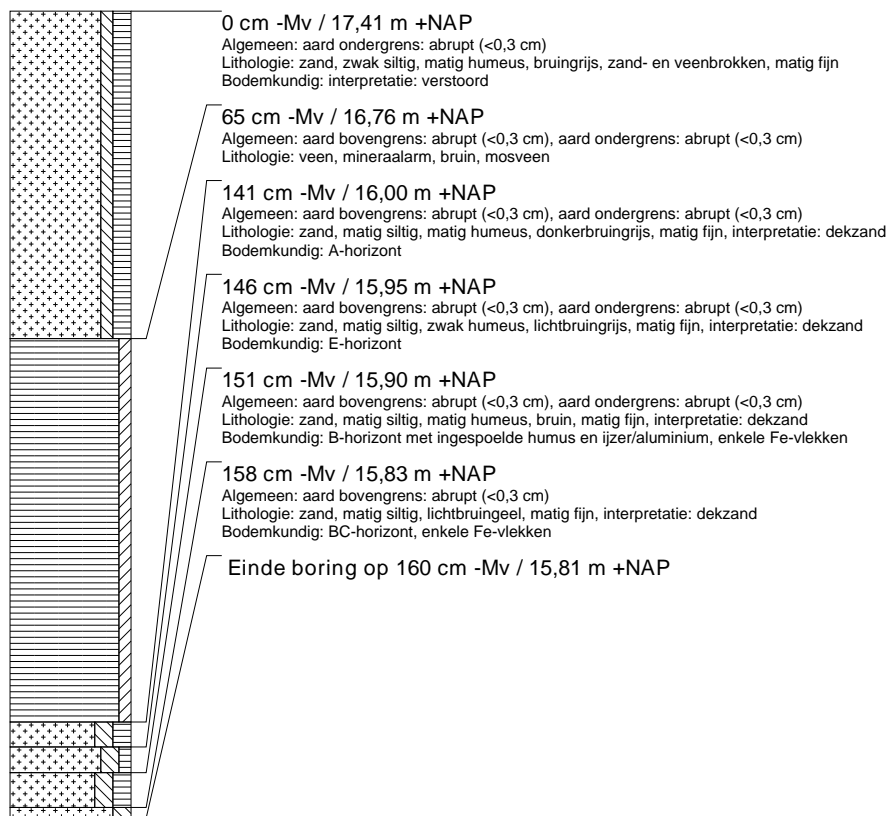 0 cm -Mv / 17,41 m +NAP
Algemeen: aard ondergrens: abrupt (<0,3 cm)
Lithologie: zand, zwak siltig, matig humeus, bruingrijs, zand- en veenbrokken, matig fijn
Bodemkundig: interpretatie: verstoord
65 cm -Mv / 16,76 m +NAP
Algemeen: aard bovengrens: abrupt (<0,3 cm), aard ondergrens: abrupt (<0,3 cm)
Lithologie: veen, mineraalarm, bruin, mosveen
141 cm -Mv / 16,00 m +NAP
Algemeen: aard bovengrens: abrupt (<0,3 cm), aard ondergrens: abrupt (<0,3 cm)
Lithologie: zand, matig siltig, matig humeus, donkerbruingrijs, matig fijn, interpretatie: dekzand
Bodemkundig: A-horizont
146 cm -Mv / 15,95 m +NAP
Algemeen: aard bovengrens: abrupt (<0,3 cm), aard ondergrens: abrupt (<0,3 cm)
Lithologie: zand, matig siltig, zwak humeus, lichtbruingrijs, matig fijn, interpretatie: dekzand
Bodemkundig: E-horizont
151 cm -Mv / 15,90 m +NAP
Algemeen: aard bovengrens: abrupt (<0,3 cm), aard ondergrens: abrupt (<0,3 cm)
Lithologie: zand, matig siltig, matig humeus, bruin, matig fijn, interpretatie: dekzand
Bodemkundig: B-horizont met ingespoelde humus en ijzer/aluminium, enkele Fe-vlekken
158 cm -Mv / 15,83 m +NAP
Algemeen: aard bovengrens: abrupt (<0,3 cm)
Lithologie: zand, matig siltig, lichtbruingeel, matig fijn, interpretatie: dekzand
Bodemkundig: BC-horizont, enkele Fe-vlekken
Einde boring op 160 cm -Mv / 15,81 m +NAP